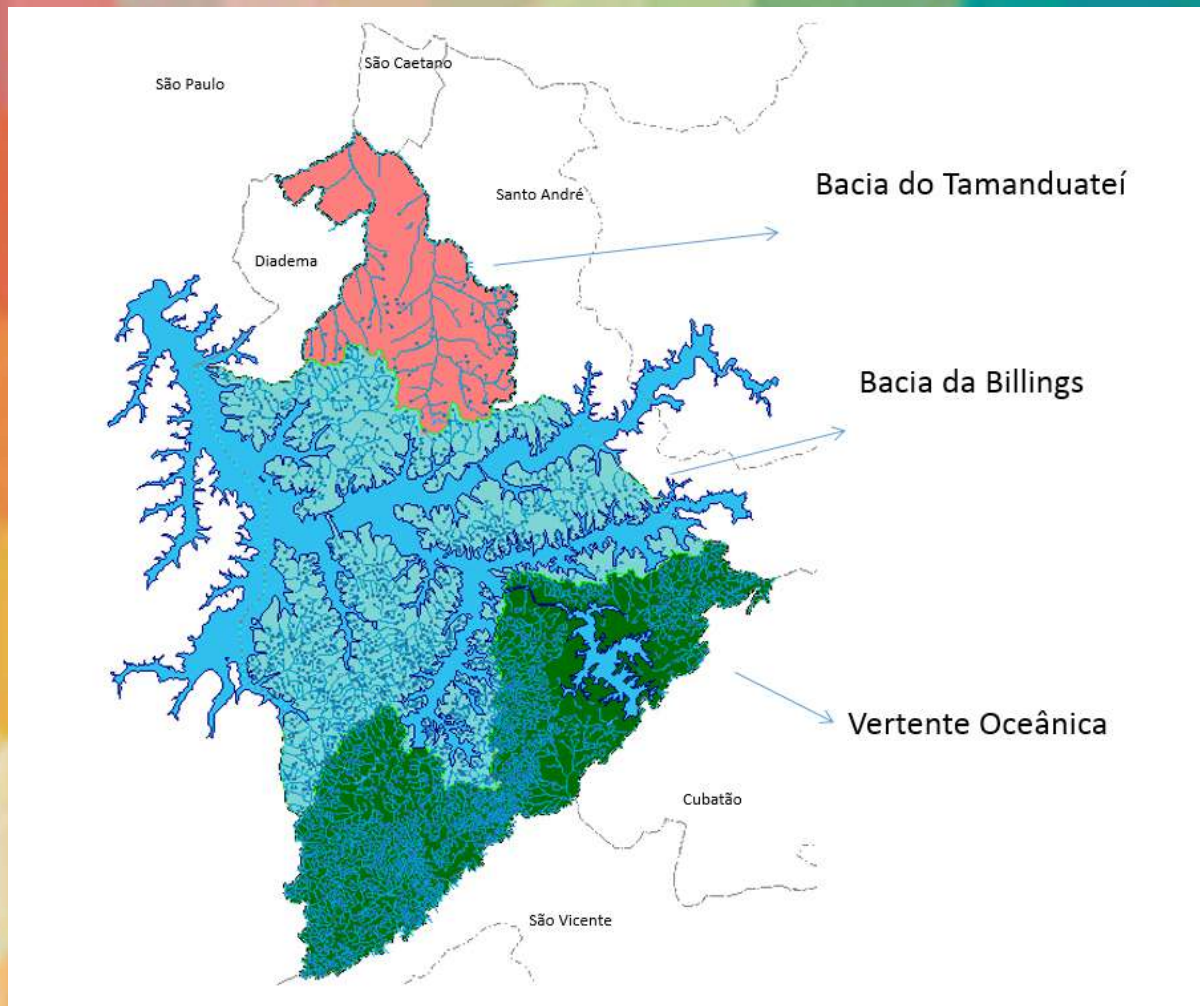 São Caetano
São Paulo
Bacia do Tamanduateí
Santo André
Diadema
Bacia da Billings
Vertente Oceânica
Cubatão
São Vicente